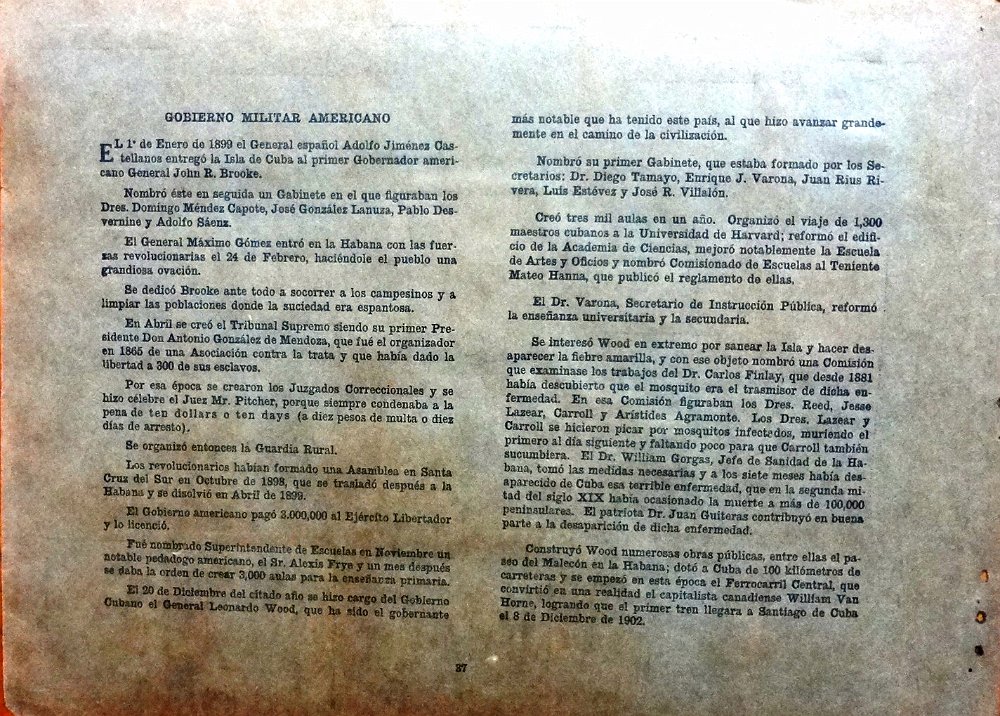 GOBIERNO MILITAR AMERICANO
EL 1º de Enero de 1899 el General español Adolfo Jiménez Cas-
tellanos entregó la Isla de Cuba al primer Gobernador ameri-
cano General John R. Brooke.
Nombró éste en seguida un Gabinete en el que figuraban los
Dres. Domingo Méndez Capote, José González Lanuza, Pablo Des-
vernine y Adolfo Sáenz.
El General Máximo Gómez entró en la Habana con las fuer-
zas revolucionarias el 24 de Febrero, haciéndole el pueblo una
grandiosa ovación.
Se dedicó Brooke ante todo a socorrer a los campesinos y a
limpiar las poblaciones donde la suciedad era espantosa.
En Abril se creó el Tribunal Supremo siendo su primer Pre-
sidente Don Antonio González de Mendoza, que fué el organizador
en 1865 de una Asociación contra la trata y que había dado la
libertad a 300 de sus esclavos.
Por esa época se crearon los Juzgados Correccionales y se
hizo célebre el Juez Mr. Pitcher, porque siempre condenaba a la
pena de ten dollars o ten days (a diez pesos de multa o diez
días de arresto).
Se organizó entonces la Guardia Rural.
Los revolucionarios habían formado una Asamblea en Santa
Cruz del Sur en Octubre de 1898, que se trasladó después a la
Habana y se disolvió en Abril de 1899.
El Gobierno americano pagó 3.000,000 al Ejército Libertador
y lo licenció.
Fué nombrado Superintendente de Escuelas en Noviembre un
notable pedadogo americano, el Sr. Alexis Frye y un mes después
se daba la orden de crear 3,000 aulas para la enseñanza primaria.
El 20 de Diciembre del citado año se hizo cargo del Gobierno
Cubano el General Leonardo Wood, que ha sido el gobernante
más notable que ha tenido este país, al que hizo avanzar grande-
mente en el camino de la civilización.
Nombró su primer Gabinete, que estaba formado por los Se-
cretarios: Dr. Diego Tamayo, Enrique J. Varona, Juan Rius Ri-
vera, Luis Estévez y José R. Villalón.
Creó tres mil aulas en un año. Organizó el viaje de 1,300
maestros cubanos a la Universidad de Harvard; reformó el edifi-
cio de la Academia de Ciencias, mejoró notablemente la Escuela
de Artes y Oficios y nombró Comisionado de Escuelas al Teniente
Mateo Hanna, que publicó el reglamento de ellas.
El Dr. Varona, Secretario de Instrucción Pública, reformó
la enseñanza universitaria y la secundaria.
Se interesó Wood en extremo por sanear la Isla y hacer des-
aparecer la fiebre amarilla, y con ese objeto nombró una Comisión
que examinase los trabajos del Dr. Carlos Finlay, que desde 1881
había descubierto que el mosquito era el trasmisor de dicha en-
fermedad. En esa Comisión figuraban los Dres. Reed, Jesse
Lazear, Carroll y Arístides Agramonte. Los Dres. Lazear y
Carroll se hicieron picar por mosquitos infectados, muriendo el
primero al día siguiente y faltando poco para que Carroll también
sucumbiera. El Dr. William Gorgas, Jefe de Sanidad de la Ha-
bana, tomó las medidas necesarias y a los siete meses había des-
aparecido de Cuba esa terrible enfermedad, que en la segunda mi-
tad del siglo XIX había ocasionado la muerte a más de 100,000
peninsulares. El patriota Dr. Juan Guiteras contribuyó en buena
parte a la desaparición de dicha enfermedad.
Construyó Wood numerosas obras públicas, entre ellas el pa-
seo del Malecón en la Habana; dotó a Cuba de 100 kilómetros de
carreteras y se empezó en esta época el Ferrocarril Central, que
convirtió en una realidad el capitalista canadiense William Van
Horne, logrando que el primer tren llegara a Santiago de Cuba
el 8 de Diciembre de 1902.
37